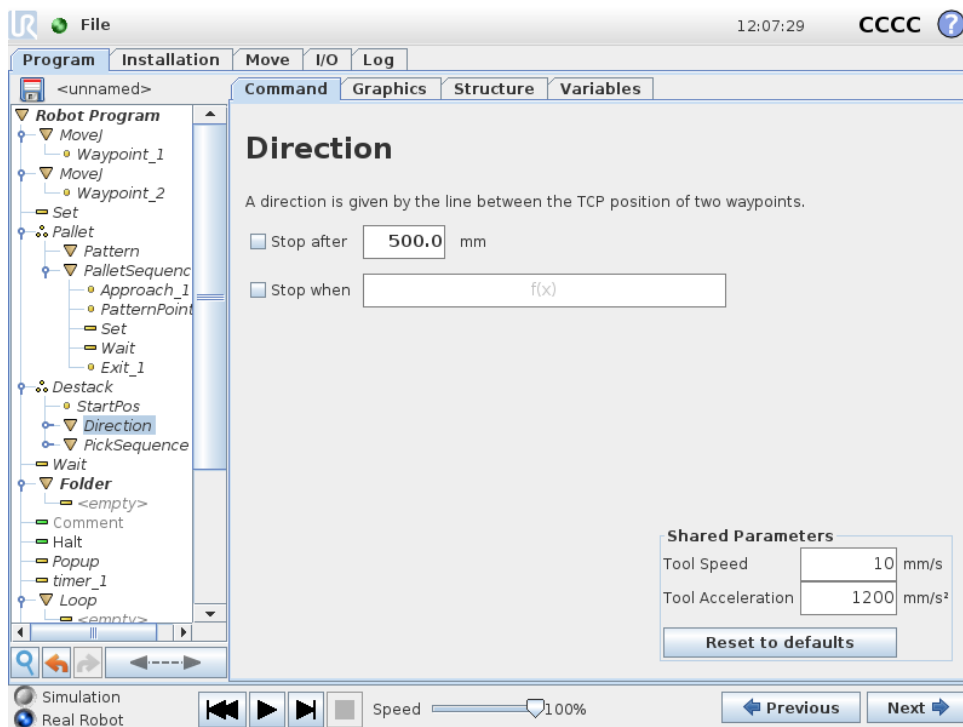 UR File 12:07:29 CCCC ?
Program Installation Move I/O Log
<unnamed> Command Graphics Structure Variables
Robot Program
MoveJ
Waypoint_1
MoveJ
Waypoint_2
Set
Pallet
Pattern
PalletSequenc
Approach_1
PatternPoint
Set
Wait
Exit_1
Destack
StartPos
Direction
PickSequence
Wait
Folder
<empty>
Comment
Halt
Popup
timer_1
Loop
<empty>
Direction
A direction is given by the line between the TCP position of two waypoints.
Stop after 500.0 mm
Stop when f(x)
Shared Parameters
Tool Speed 10 mm/s
Tool Acceleration 1200 mm/s²
Reset to defaults
Simulation
Real Robot
Speed 100%
Previous Next